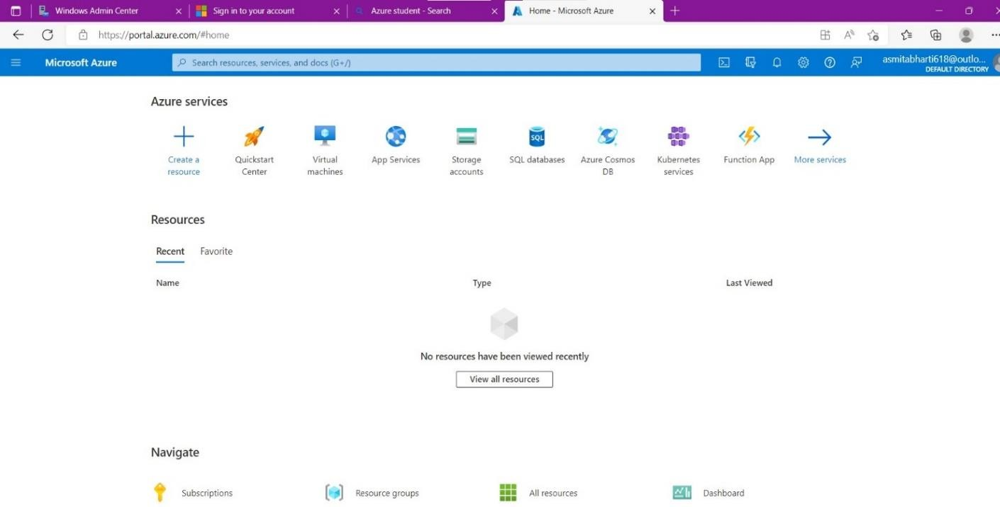 Windows Admin Center
Sign in to your account
Azure student - Search
Home - Microsoft Azure
https://portal.azure.com/#home
Microsoft Azure
Search resources, services, and docs (G+/)
asmitabharti618@outlo...
DEFAULT DIRECTORY
Azure services
Create a resource
Quickstart Center
Virtual machines
App Services
Storage accounts
SQL
SQL databases
Azure Cosmos DB
Kubernetes services
Function App
More services
Resources
Recent
Favorite
Name
Type
Last Viewed
No resources have been viewed recently
View all resources
Navigate
Subscriptions
Resource groups
All resources
Dashboard